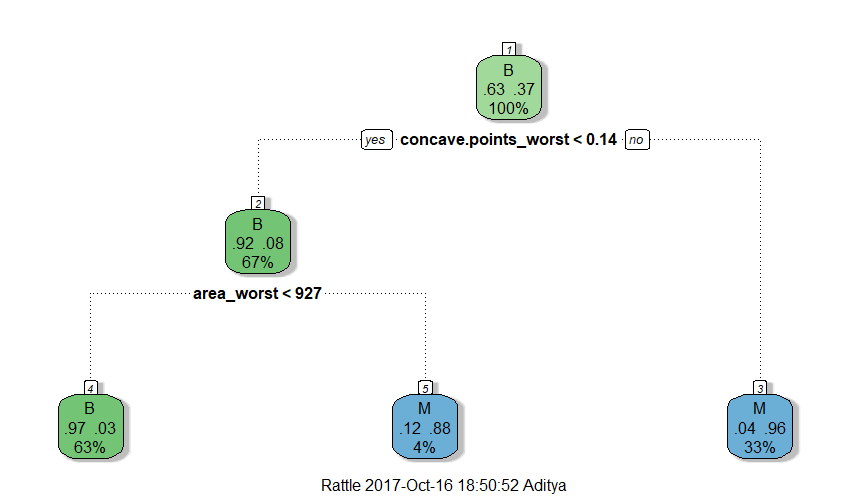 1
B
.63 .37
100%
yes concave.points_worst < 0.14 no
2
B
.92 .08
67%
area_worst < 927
4
B
.97 .03
63%
5
M
.12 .88
4%
3
M
.04 .96
33%
Rattle 2017-Oct-16 18:50:52 Aditya